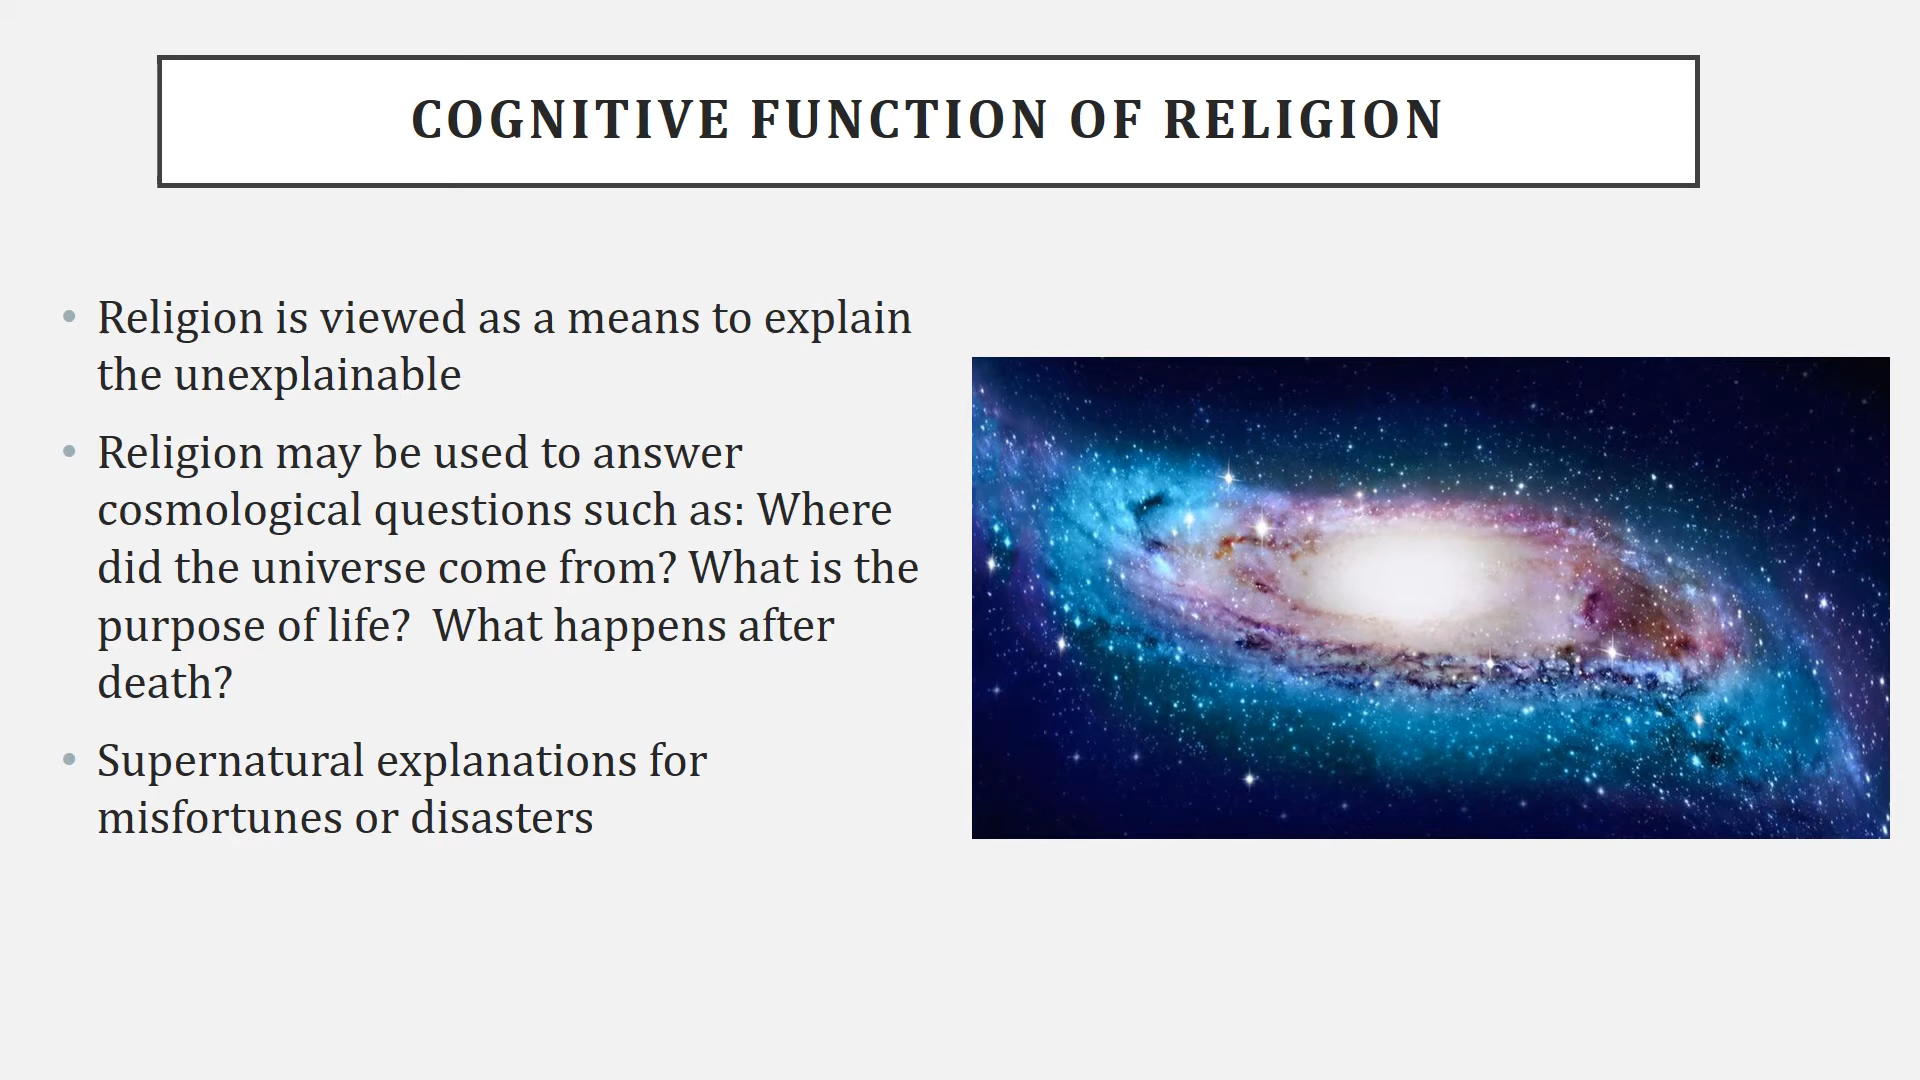 COGNITIVE FUNCTION OF RELIGION
• Religion is viewed as a means to explain
the unexplainable
• Religion may be used to answer
cosmological questions such as: Where
did the universe come from? What is the
purpose of life?  What happens after
death?
• Supernatural explanations for
misfortunes or disasters